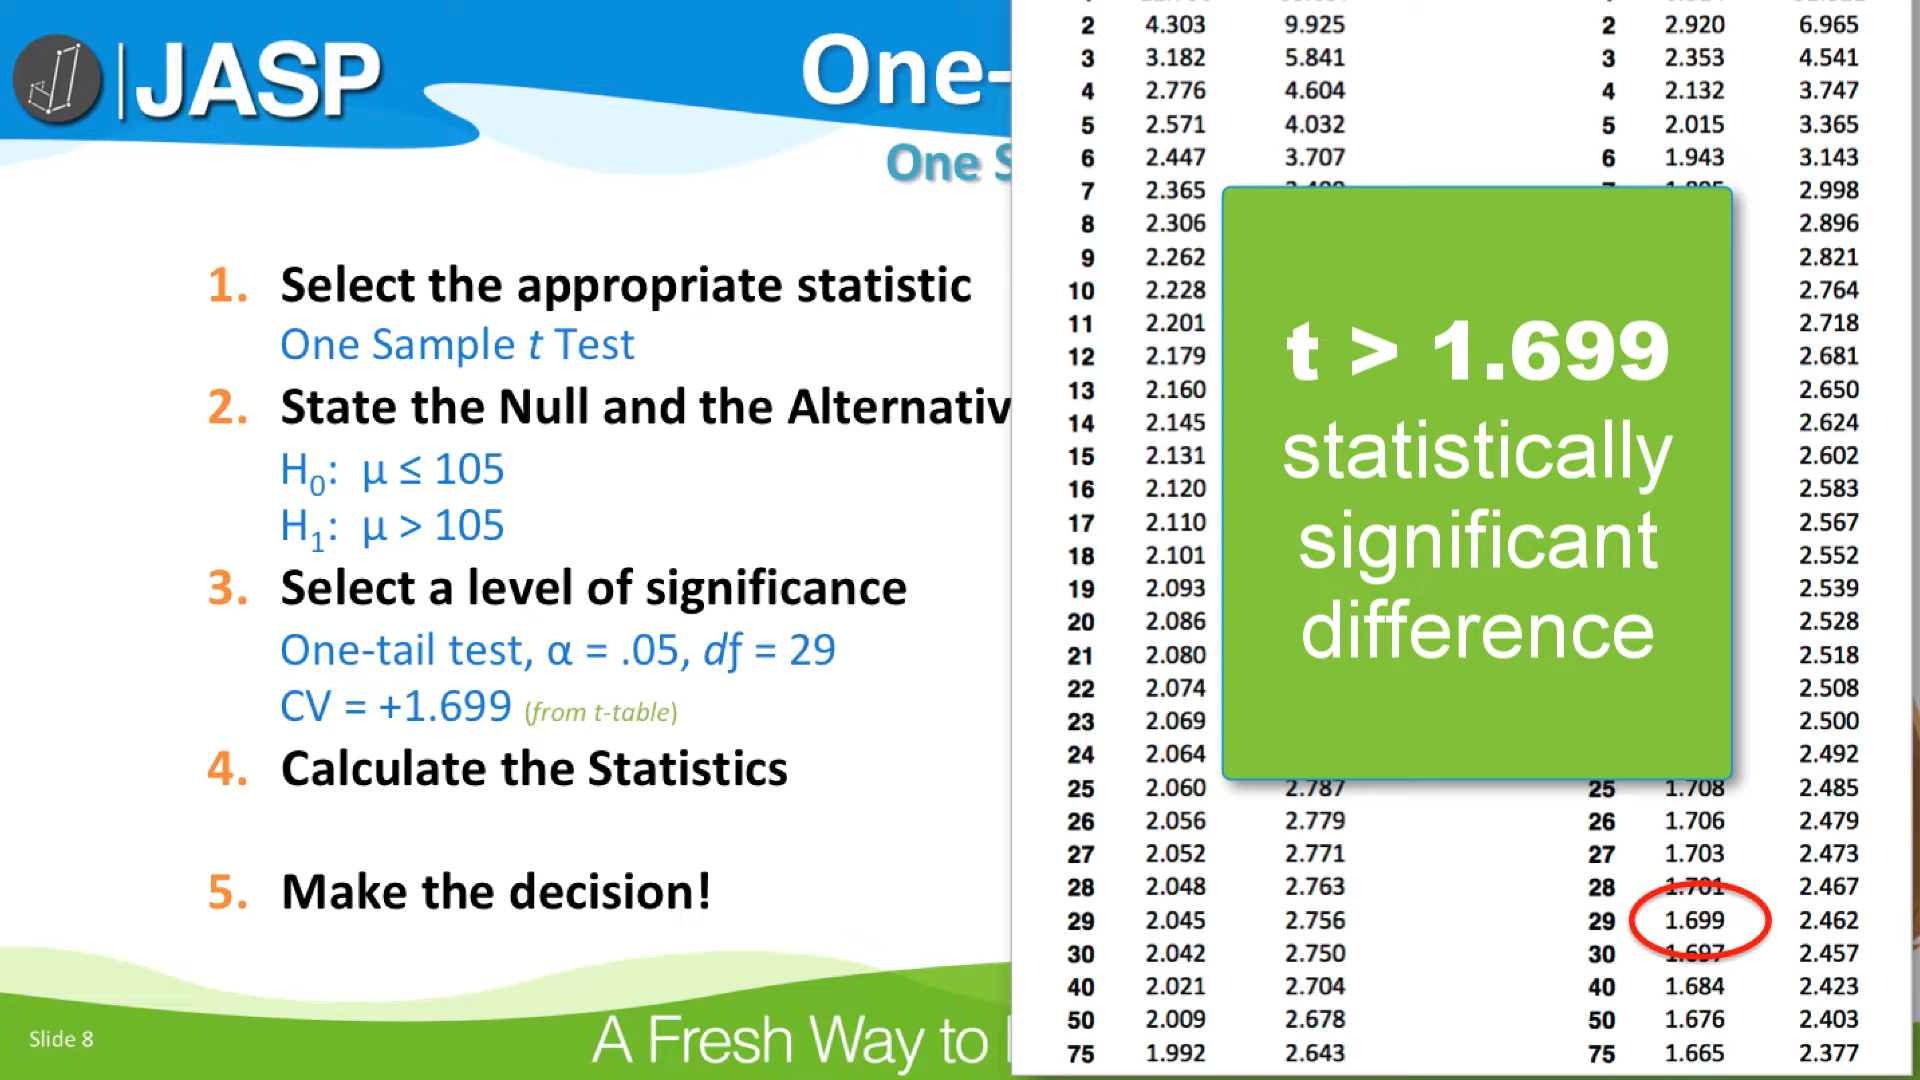 JASP
One-
One S
1. Select the appropriate statistic
One Sample t Test
2. State the Null and the Alternativ
H0: μ ≤ 105
H1: μ > 105
3. Select a level of significance
One-tail test, α = .05, df = 29
CV = +1.699 (from t-table)
4. Calculate the Statistics
5. Make the decision!
Slide 8
A Fresh Way to
2 4.303 9.925
3 3.182 5.841
4 2.776 4.604
5 2.571 4.032
6 2.447 3.707
7 2.365
8 2.306
9 2.262
10 2.228
11 2.201
12 2.179
13 2.160
14 2.145
15 2.131
16 2.120
17 2.110
18 2.101
19 2.093
20 2.086
21 2.080
22 2.074
23 2.069
24 2.064
25 2.060 2.787
26 2.056 2.779
27 2.052 2.771
28 2.048 2.763
29 2.045 2.756
30 2.042 2.750
40 2.021 2.704
50 2.009 2.678
75 1.992 2.643
t > 1.699
statistically
significant
difference
2 2.920 6.965
3 2.353 4.541
4 2.132 3.747
5 2.015 3.365
6 1.943 3.143
2.998
2.896
2.821
2.764
2.718
2.681
2.650
2.624
2.602
2.583
2.567
2.552
2.539
2.528
2.518
2.508
2.500
2.492
25 1.708 2.485
26 1.706 2.479
27 1.703 2.473
28 1.701 2.467
29 1.699 2.462
30 1.697 2.457
40 1.684 2.423
50 1.676 2.403
75 1.665 2.377